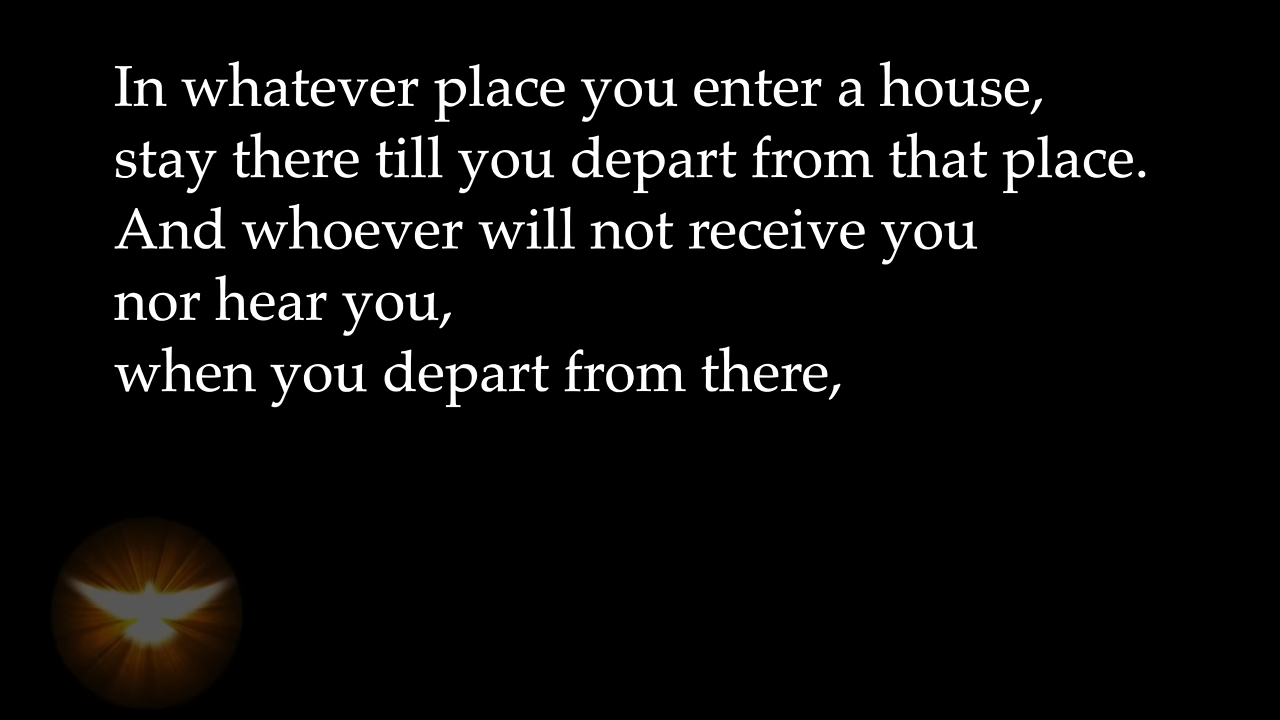 In whatever place you enter a house,
stay there till you depart from that place.
And whoever will not receive you
nor hear you,
when you depart from there,